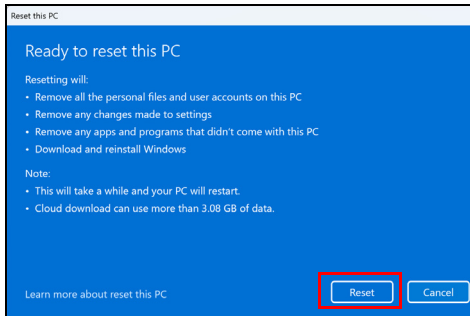 Reset this PC
Ready to reset this PC
Resetting will:
• Remove all the personal files and user accounts on this PC
• Remove any changes made to settings
• Remove any apps and programs that didn't come with this PC
• Download and reinstall Windows
Note:
• This will take a while and your PC will restart.
• Cloud download can use more than 3.08 GB of data.
Learn more about reset this PC
Reset
Cancel